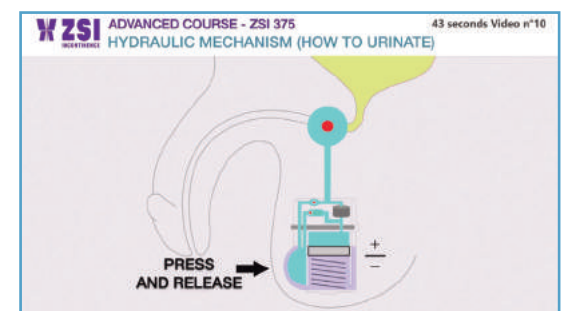 ZSI
INCONTINENCE
ADVANCED COURSE - ZSI 375
43 seconds Video n°10
HYDRAULIC MECHANISM (HOW TO URINATE)
+
–
PRESS
AND RELEASE